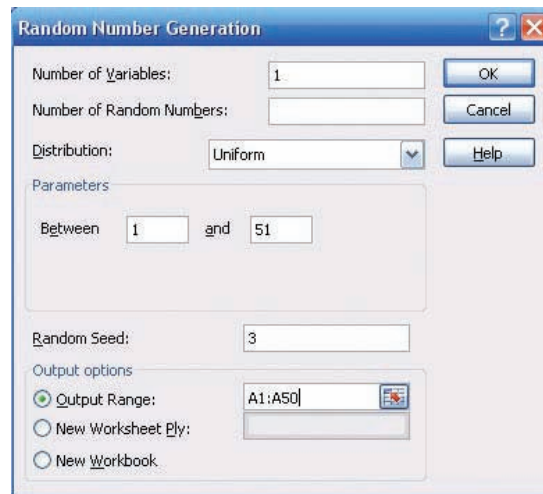 Random Number Generation
Number of Variables: 1 OK
Number of Random Numbers: Cancel
Distribution: Uniform Help
Parameters
Between 1 and 51
Random Seed: 3
Output options
Output Range: A1:A50
New Worksheet Ply:
New Workbook